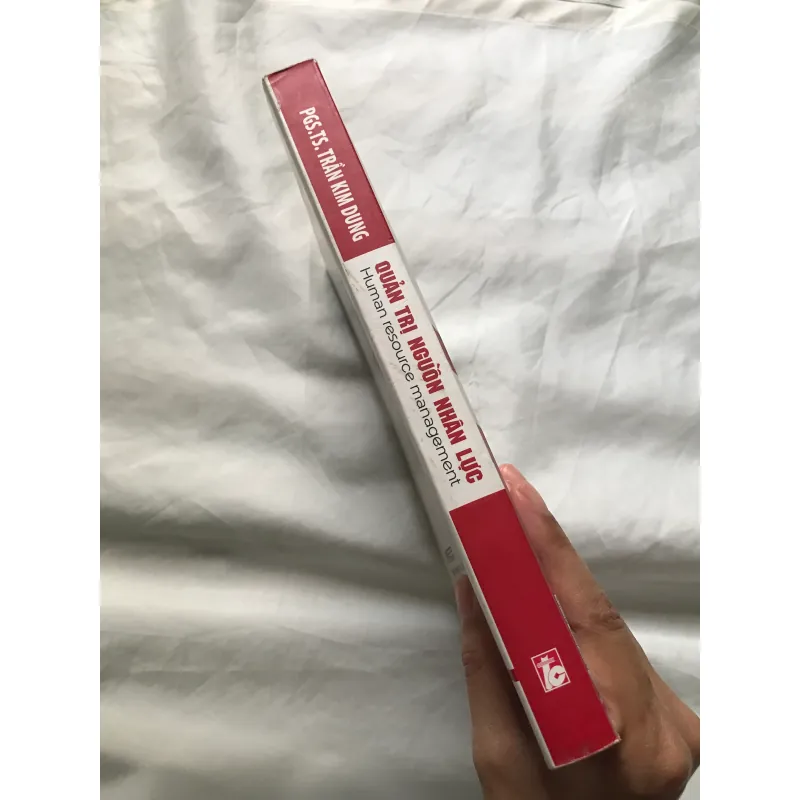 PGS.TS. TRẦN KIM DUNG
QUẢN TRỊ NGUỒN NHÂN LỰC
Human resource management